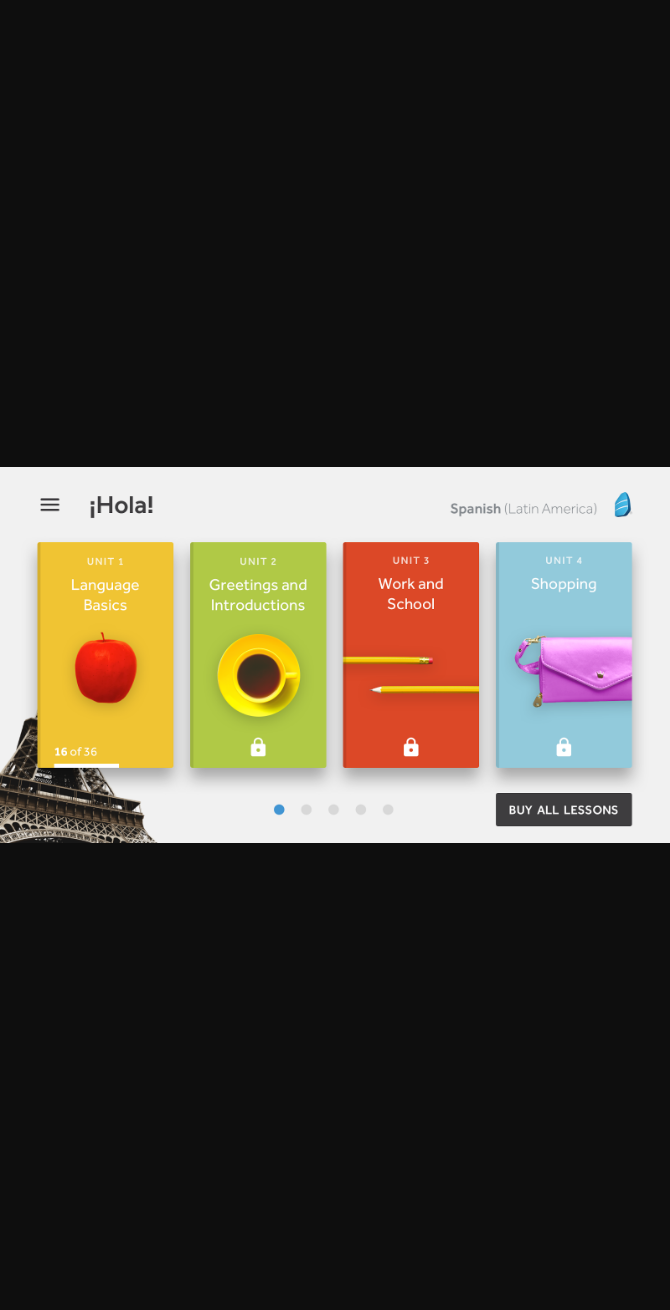 ¡Hola!
Spanish (Latin America)
UNIT 1
Language
Basics
16 of 36
UNIT 2
Greetings and
Introductions
UNIT 3
Work and
School
UNIT 4
Shopping
BUY ALL LESSONS